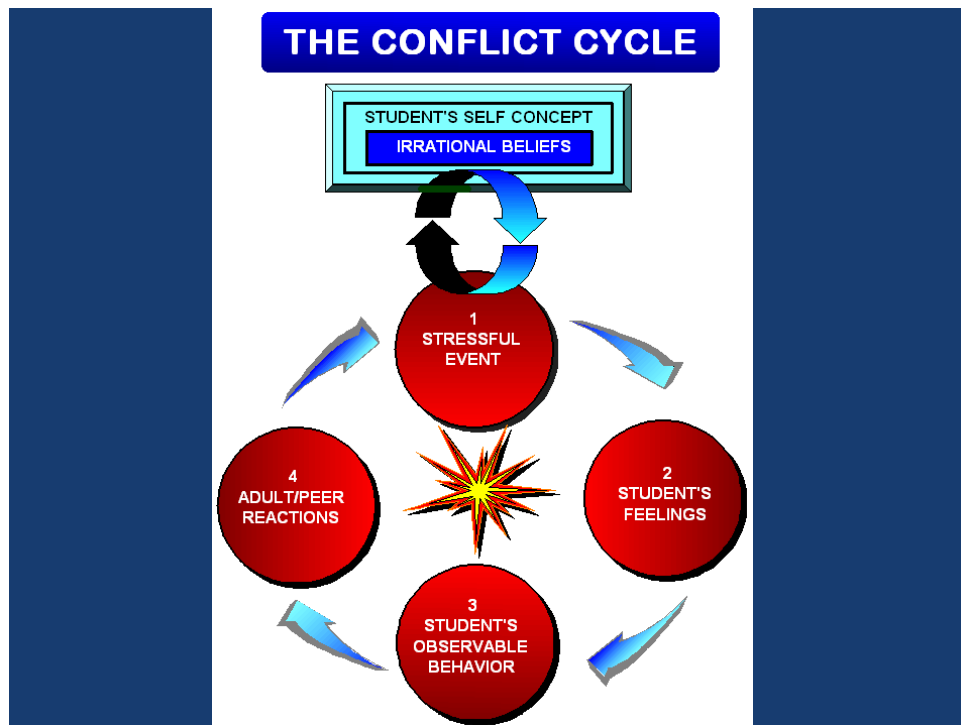 THE CONFLICT CYCLE
STUDENT'S SELF CONCEPT
IRRATIONAL BELIEFS
1
STRESSFUL
EVENT
2
STUDENT'S
FEELINGS
3
STUDENT'S
OBSERVABLE
BEHAVIOR
4
ADULT/PEER
REACTIONS